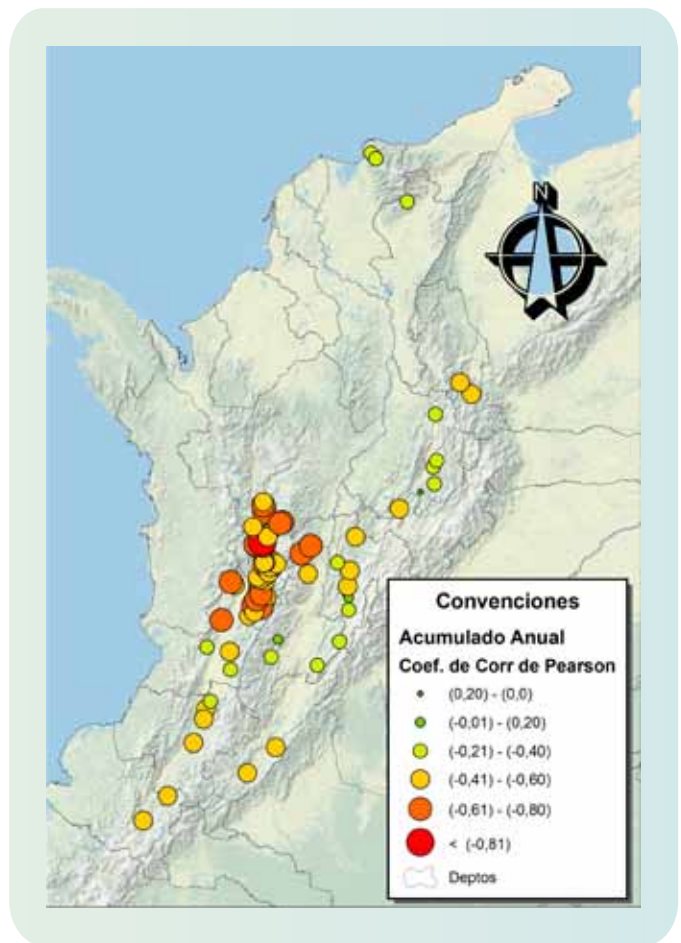 N
Convenciones
Acumulado Anual
Coef. de Corr de Pearson
(0,20) - (0,0)
(-0,01) - (0,20)
(-0,21) - (-0,40)
(-0,41) - (-0,60)
(-0,61) - (-0,80)
< (-0,81)
Deptos